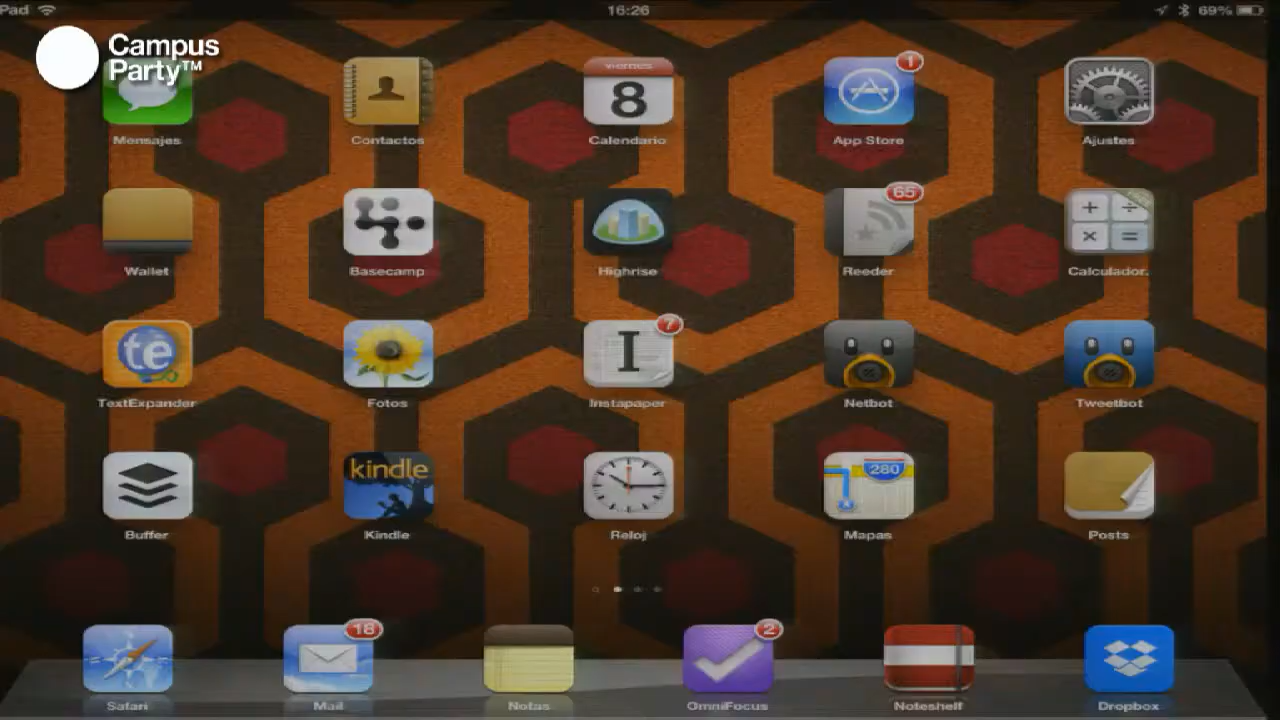 Pad
16:26
69%
Campus
Party™
viernes
8
1
Mensajes
Contactos
Calendario
App Store
Ajustes
65
Wallet
Basecamp
Highrise
Reeder
Calculador.
te
7
I
TextExpander
Fotos
Instapaper
Netbot
Tweetbot
kindle
280
Buffer
Kindle
Reloj
Mapas
Posts
18
2
Safari
Mail
Notas
OmniFocus
Noteshelf
Dropbox